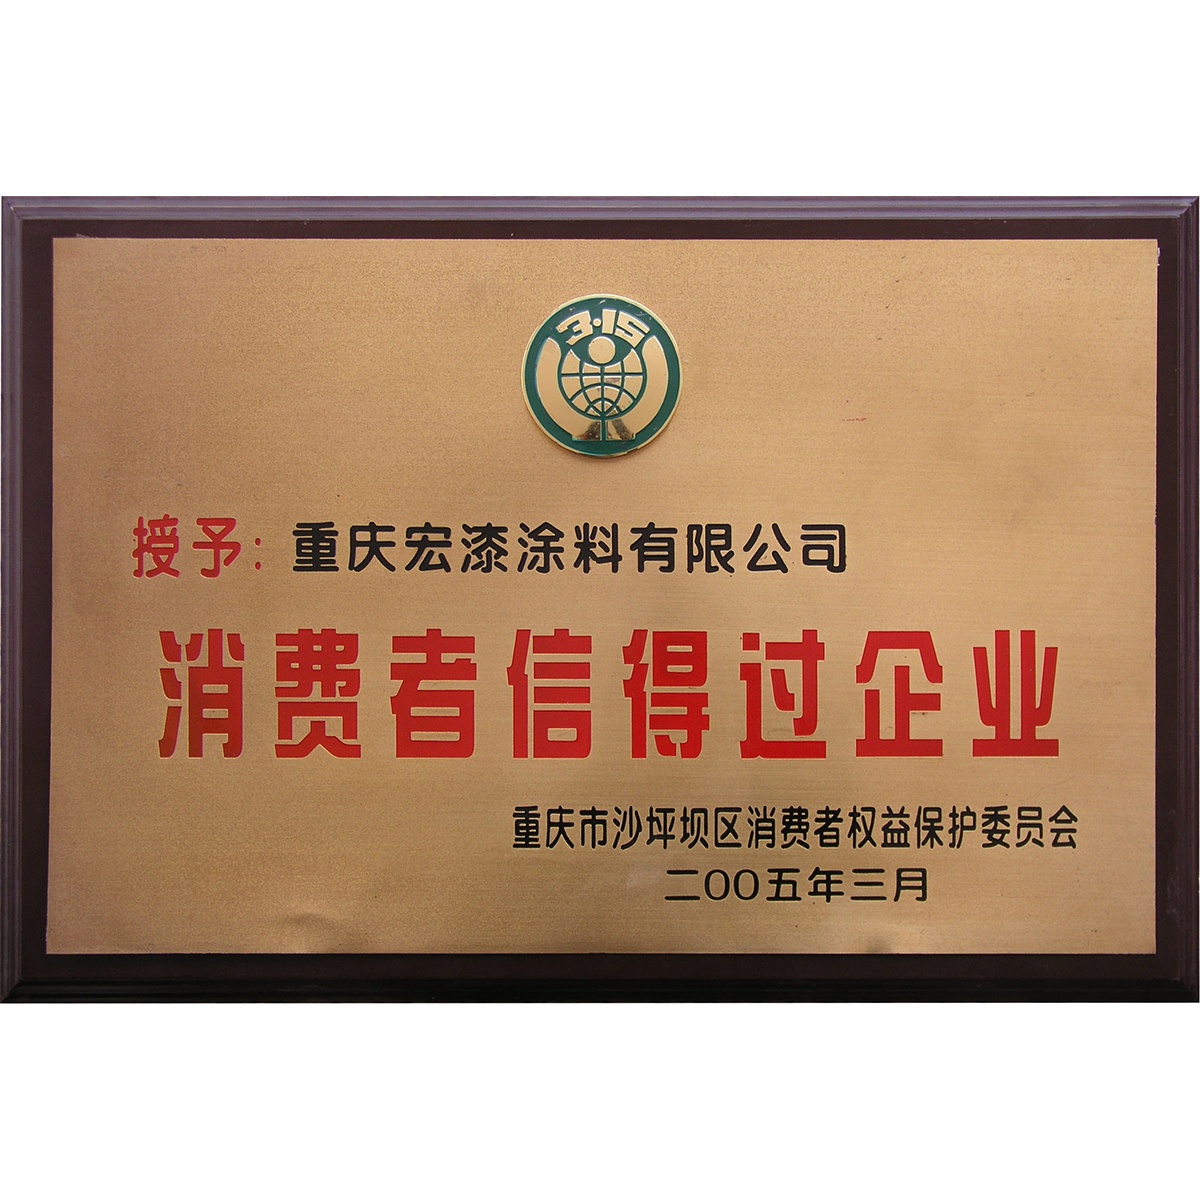 3·15
授予：重庆宏漆涂料有限公司
消费者信得过企业
重庆市沙坪坝区消费者权益保护委员会
二00五年三月